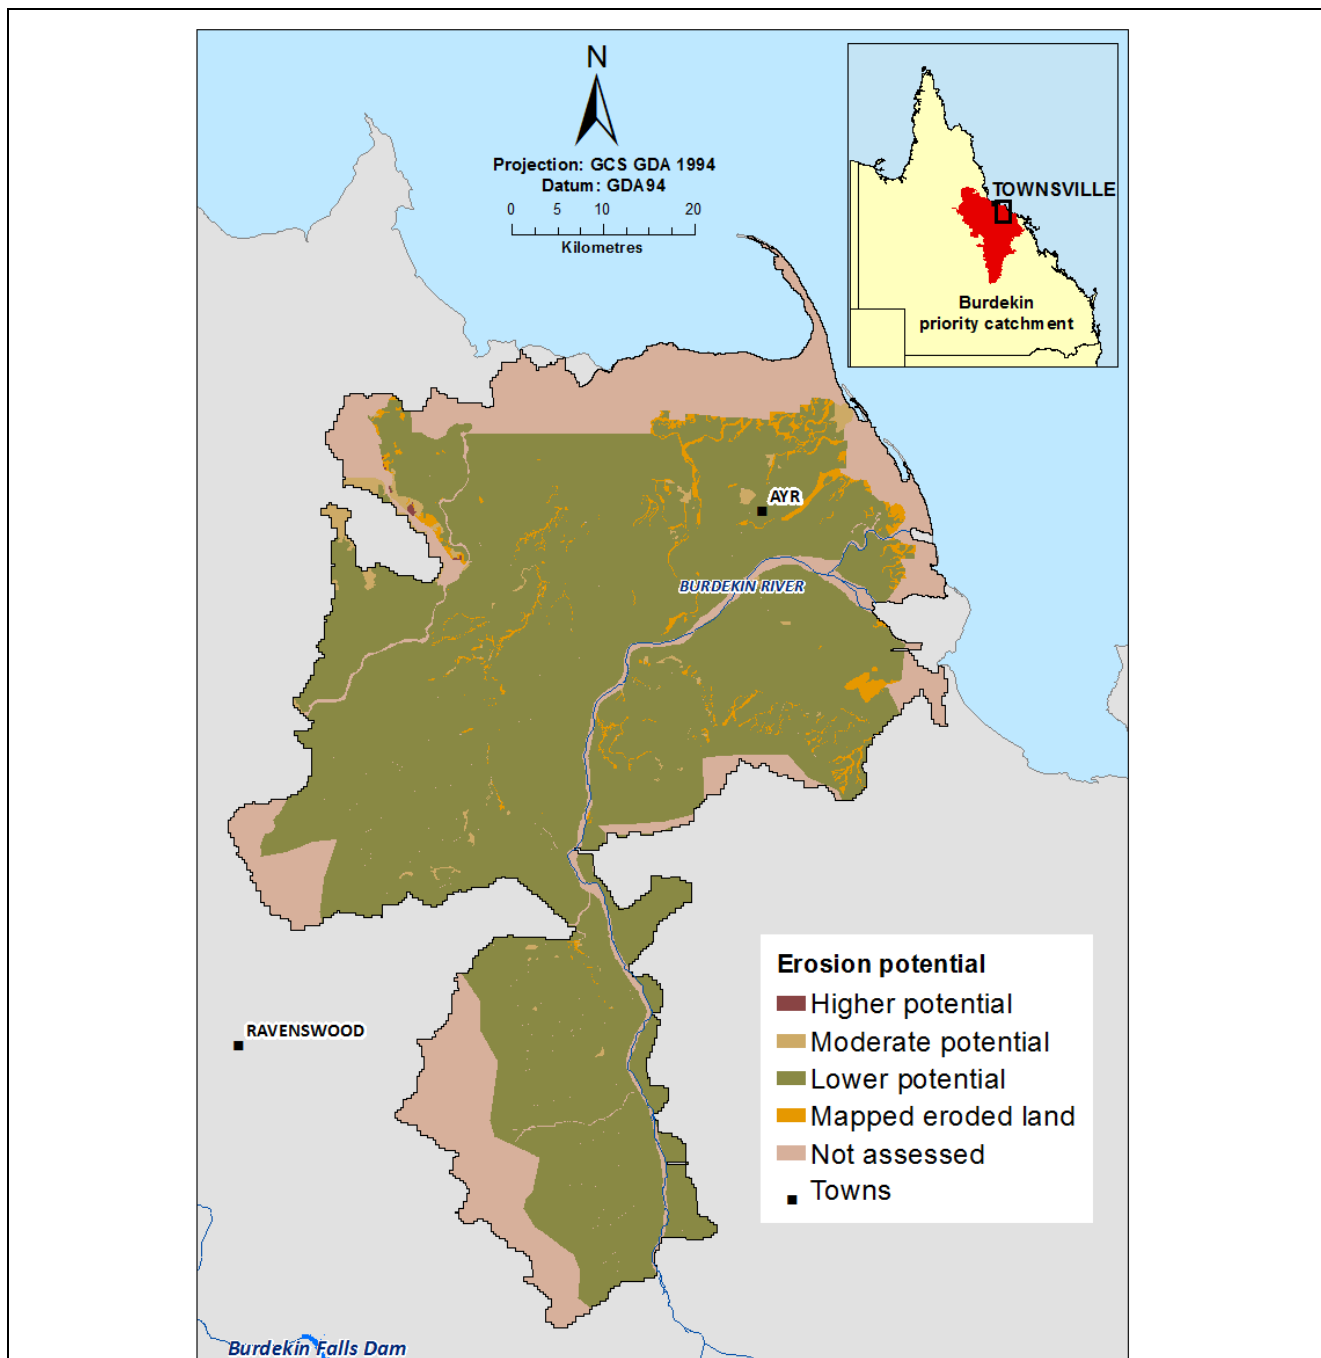 N
Projection: GCS GDA 1994
Datum: GDA94
0 5 10 20
Kilometres
TOWNSVILLE
Burdekin
priority catchment
AYR
BURDEKIN RIVER
RAVENSWOOD
Erosion potential
Higher potential
Moderate potential
Lower potential
Mapped eroded land
Not assessed
Towns
Burdekin Falls Dam